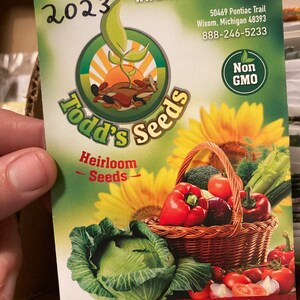 2023
50469 Pontiac Trail
Wixom, Michigan 48393
888-246-5233
Non
GMO
Todd's Seeds
Heirloom
Seeds